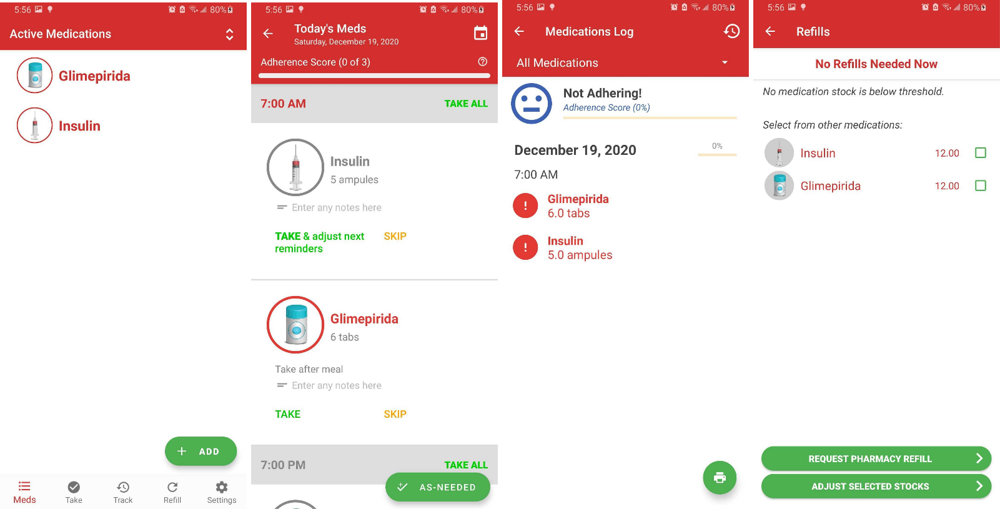 5:56 80%
Active Medications
Glimepirida
Insulin
+ ADD
Meds
Take
Track
Refill
Settings
5:56 80%
Today's Meds
Saturday, December 19, 2020
Adherence Score (0 of 3)
7:00 AM TAKE ALL
Insulin
5 ampules
Enter any notes here
TAKE & adjust next SKIP
reminders
Glimepirida
6 tabs
Take after meal
Enter any notes here
TAKE SKIP
7:00 PM TAKE ALL
AS-NEEDED
5:56 80%
Medications Log
All Medications
Not Adhering!
Adherence Score (0%)
December 19, 2020 0%
7:00 AM
Glimepirida
6.0 tabs
Insulin
5.0 ampules
5:56 80%
Refills
No Refills Needed Now
No medication stock is below threshold.
Select from other medications:
Insulin 12.00
Glimepirida 12.00
REQUEST PHARMACY REFILL
ADJUST SELECTED STOCKS